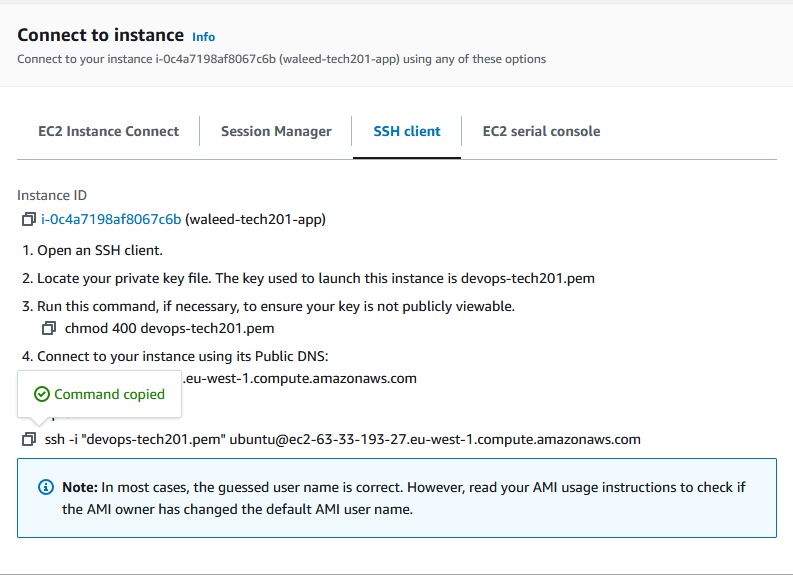 Connect to instance Info
Connect to your instance i-0c4a7198af8067c6b (waleed-tech201-app) using any of these options
EC2 Instance Connect Session Manager SSH client EC2 serial console
Instance ID
i-0c4a7198af8067c6b (waleed-tech201-app)
1. Open an SSH client.
2. Locate your private key file. The key used to launch this instance is devops-tech201.pem
3. Run this command, if necessary, to ensure your key is not publicly viewable.
chmod 400 devops-tech201.pem
4. Connect to your instance using its Public DNS:
.eu-west-1.compute.amazonaws.com
Command copied
ssh -i "devops-tech201.pem" ubuntu@ec2-63-33-193-27.eu-west-1.compute.amazonaws.com
Note: In most cases, the guessed user name is correct. However, read your AMI usage instructions to check if
the AMI owner has changed the default AMI user name.